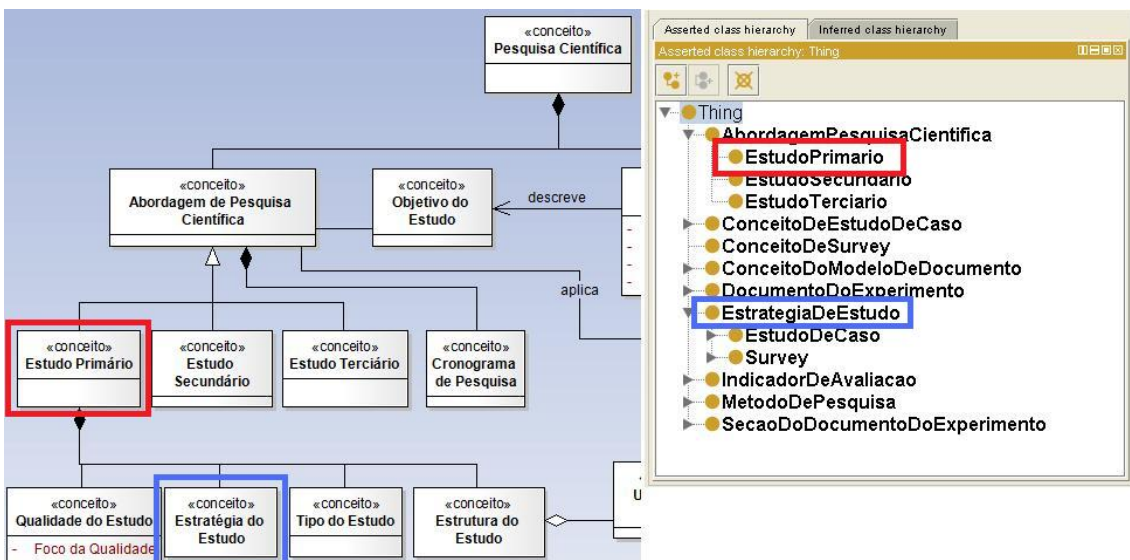 «conceito»
Pesquisa Científica
«conceito»
Abordagem de Pesquisa
Científica
«conceito»
Objetivo do
Estudo
descreve
-
-
-
aplica
«conceito»
Estudo Primário
«conceito»
Estudo
Secundário
«conceito»
Estudo Terciário
«conceito»
Cronograma
de Pesquisa
«conceito»
Qualidade do Estudo
- Foco da Qualidade
«conceito»
Estratégia do
Estudo
«conceito»
Tipo do Estudo
«conceito»
Estrutura do
Estudo
U
Asserted class hierarchy
Inferred class hierarchy
Asserted class hierarchy: Thing
Thing
AbordagemPesquisaCientifica
EstudoPrimario
EstudoSecundario
EstudoTerciario
ConceitoDeEstudoDeCaso
ConceitoDeSurvey
ConceitoDoModeloDeDocumento
DocumentoDoExperimento
EstrategiaDeEstudo
EstudoDeCaso
Survey
IndicadorDeAvaliacao
MetodoDePesquisa
SecaoDoDocumentoDoExperimento